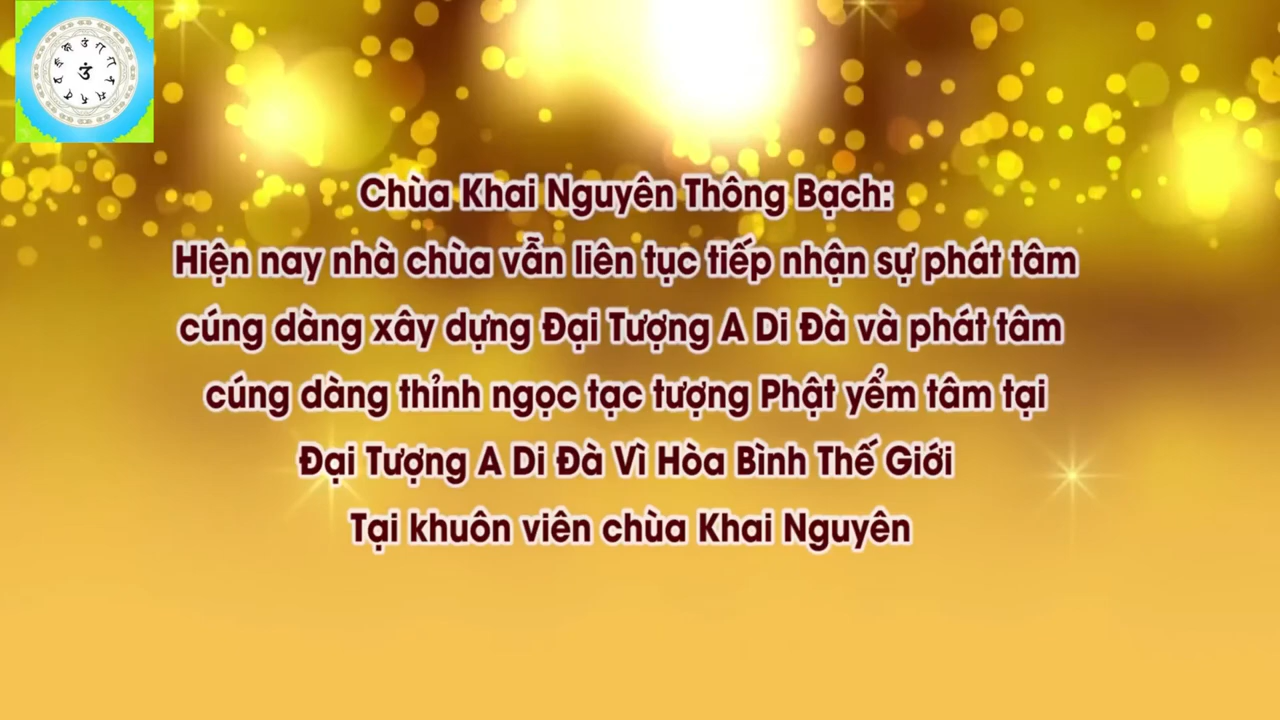 Chùa Khai Nguyên Thông Bạch:
Hiện nay nhà chùa vẫn liên tục tiếp nhận sự phát tâm
cúng dàng xây dựng Đại Tượng A Di Đà và phát tâm
cúng dàng thỉnh ngọc tạc tượng Phật yểm tâm tại
Đại Tượng A Di Đà Vì Hòa Bình Thế Giới
Tại khuôn viên chùa Khai Nguyên